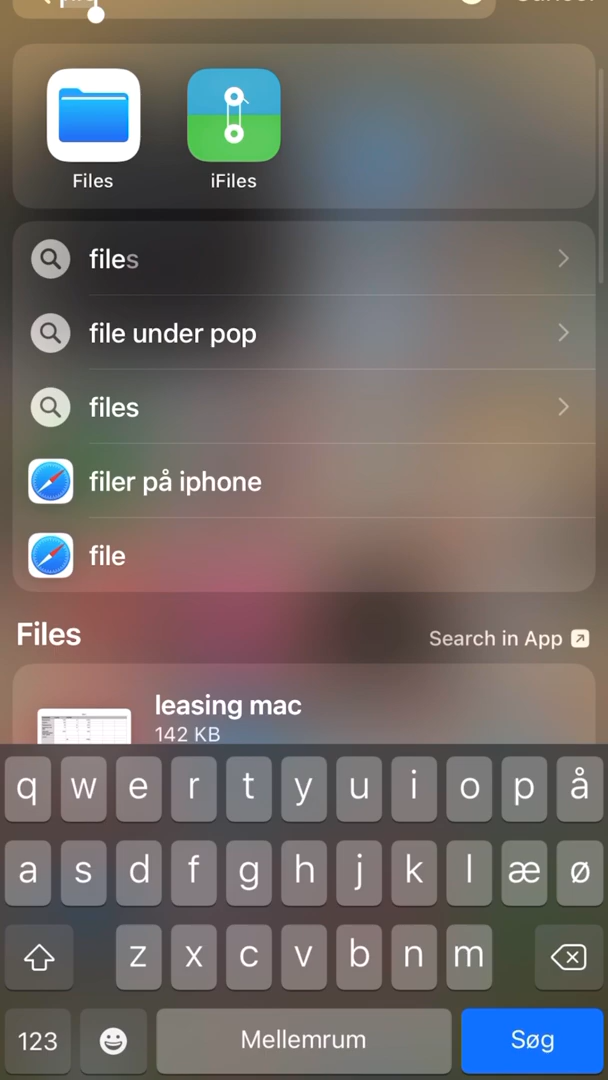 Files
iFiles
files
file under pop
files
filer på iphone
file
Files
Search in App
leasing mac
142 KB
q w e r t y u i o p å
a s d f g h j k l æ ø
z x c v b n m
123
Mellemrum
Søg